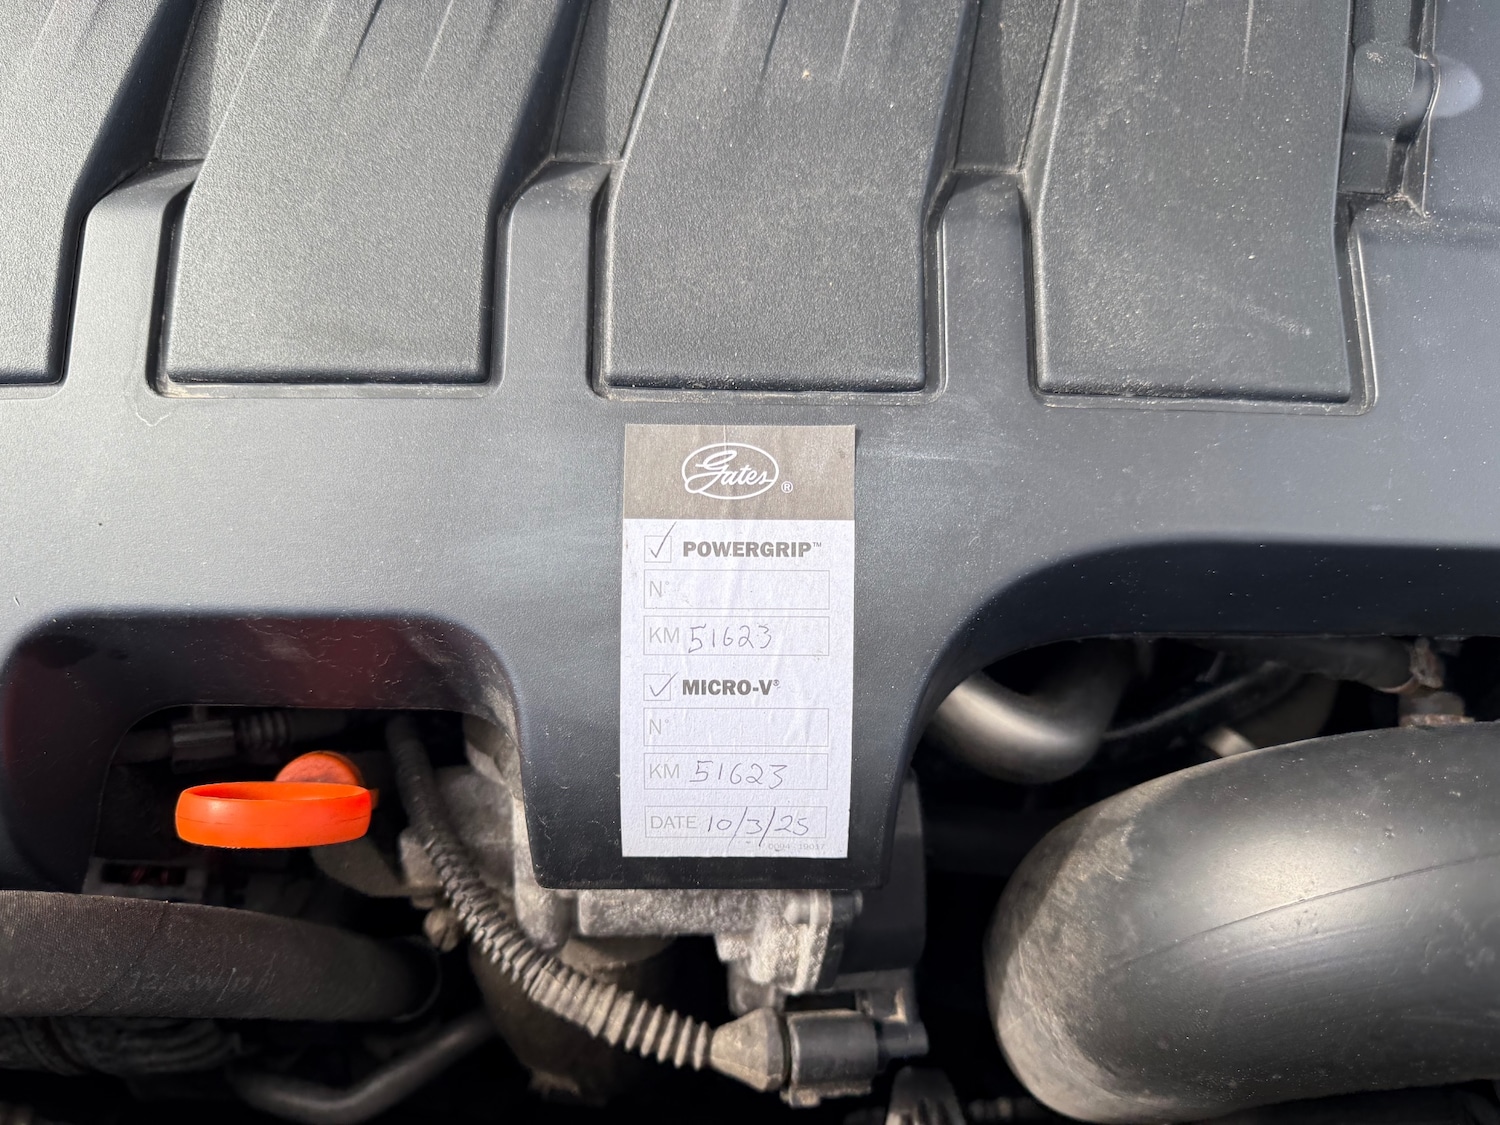 Gates ®
POWERGRIP™
N°
KM 51623
MICRO-V®
N°
KM 51623
DATE 10/3/25